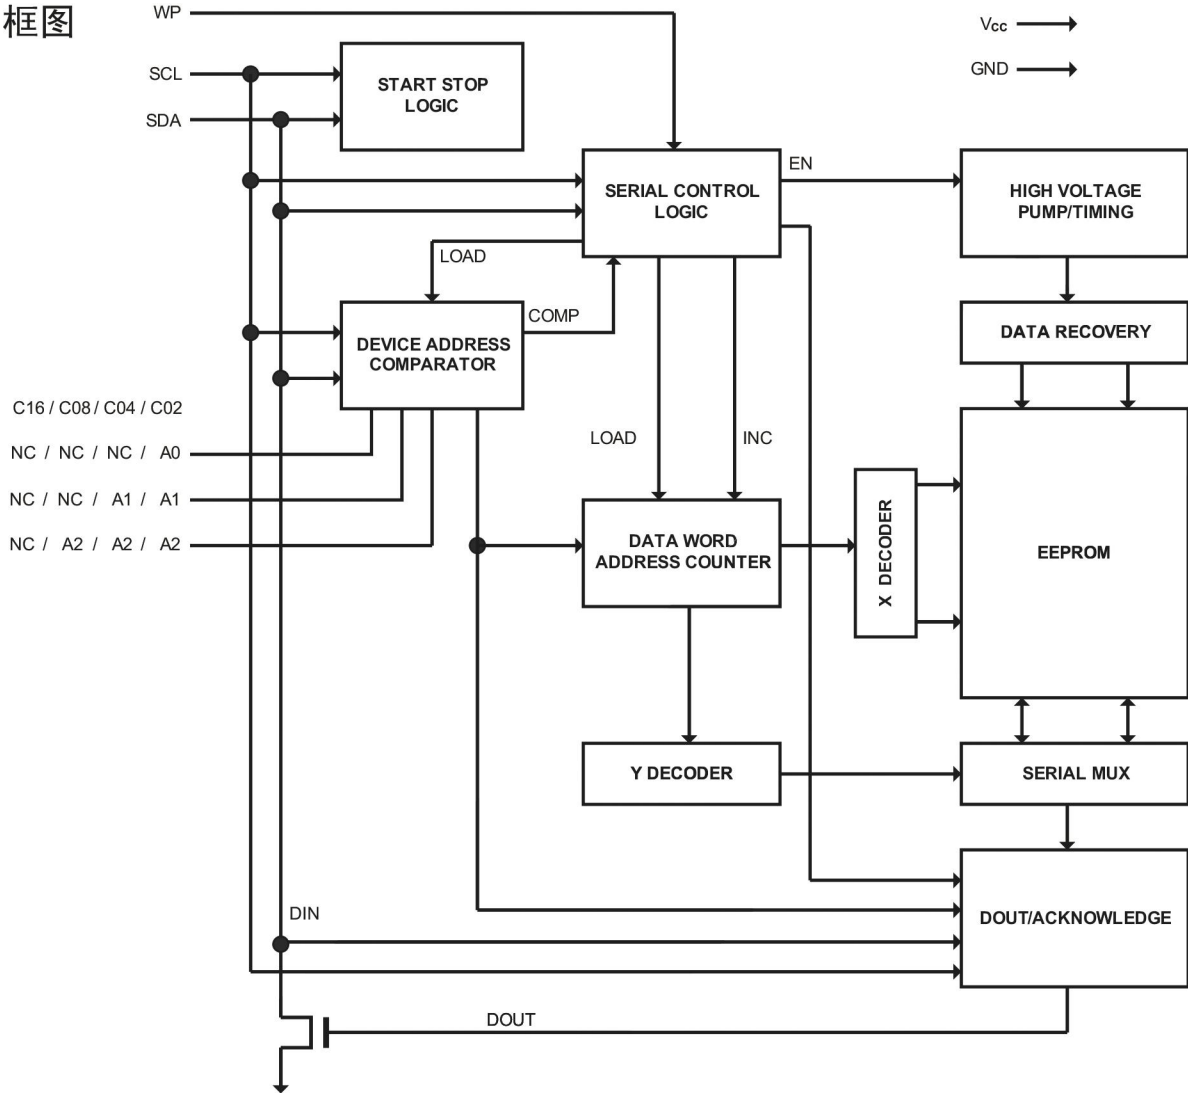 框图
WP
Vcc
SCL
GND
START STOP
LOGIC
SDA
EN
SERIAL CONTROL
LOGIC
HIGH VOLTAGE
PUMP/TIMING
LOAD
COMP
DATA RECOVERY
DEVICE ADDRESS
COMPARATOR
C16 / C08 / C04 / C02
NC / NC / NC / A0
LOAD
INC
NC / NC / A1 / A1
NC / A2 / A2 / A2
DATA WORD
ADDRESS COUNTER
X DECODER
EEPROM
Y DECODER
SERIAL MUX
DIN
DOUT/ACKNOWLEDGE
DOUT